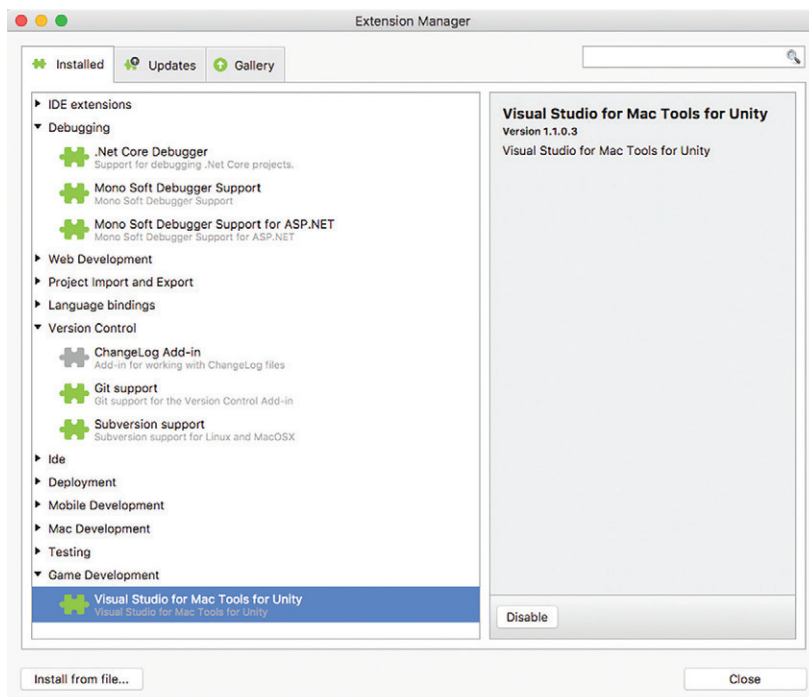 Extension Manager
Installed
Updates
Gallery
IDE extensions
Debugging
.Net Core Debugger
Support for debugging .Net Core projects.
Mono Soft Debugger Support
Mono Soft Debugger Support
Mono Soft Debugger Support for ASP.NET
Mono Soft Debugger Support for ASP.NET
Web Development
Project Import and Export
Language bindings
Version Control
ChangeLog Add-in
Add-in for working with ChangeLog files
Git support
Git support for the Version Control Add-in
Subversion support
Subversion support for Linux and MacOSX
Ide
Deployment
Mobile Development
Mac Development
Testing
Game Development
Visual Studio for Mac Tools for Unity
Visual Studio for Mac Tools for Unity
Visual Studio for Mac Tools for Unity
Version 1.1.0.3
Visual Studio for Mac Tools for Unity
Disable
Install from file...
Close